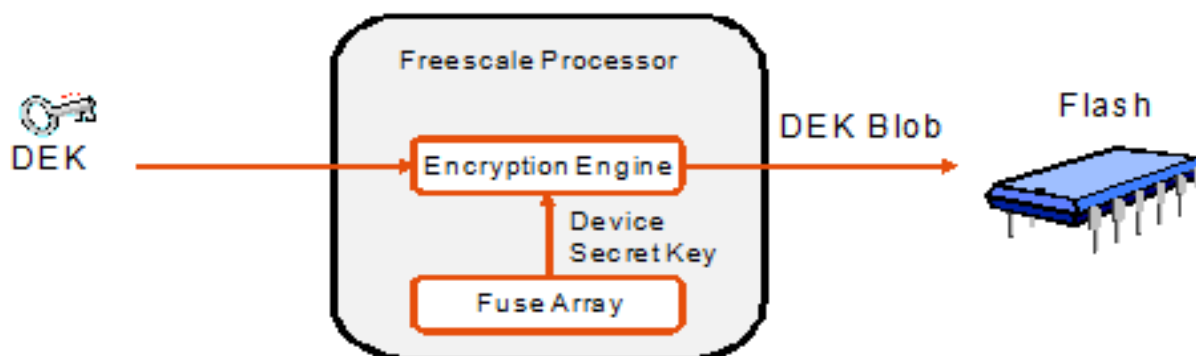 Freescale Processor
DEK
Encryption Engine
DEK Blob
Flash
Device
Secret Key
Fuse Array